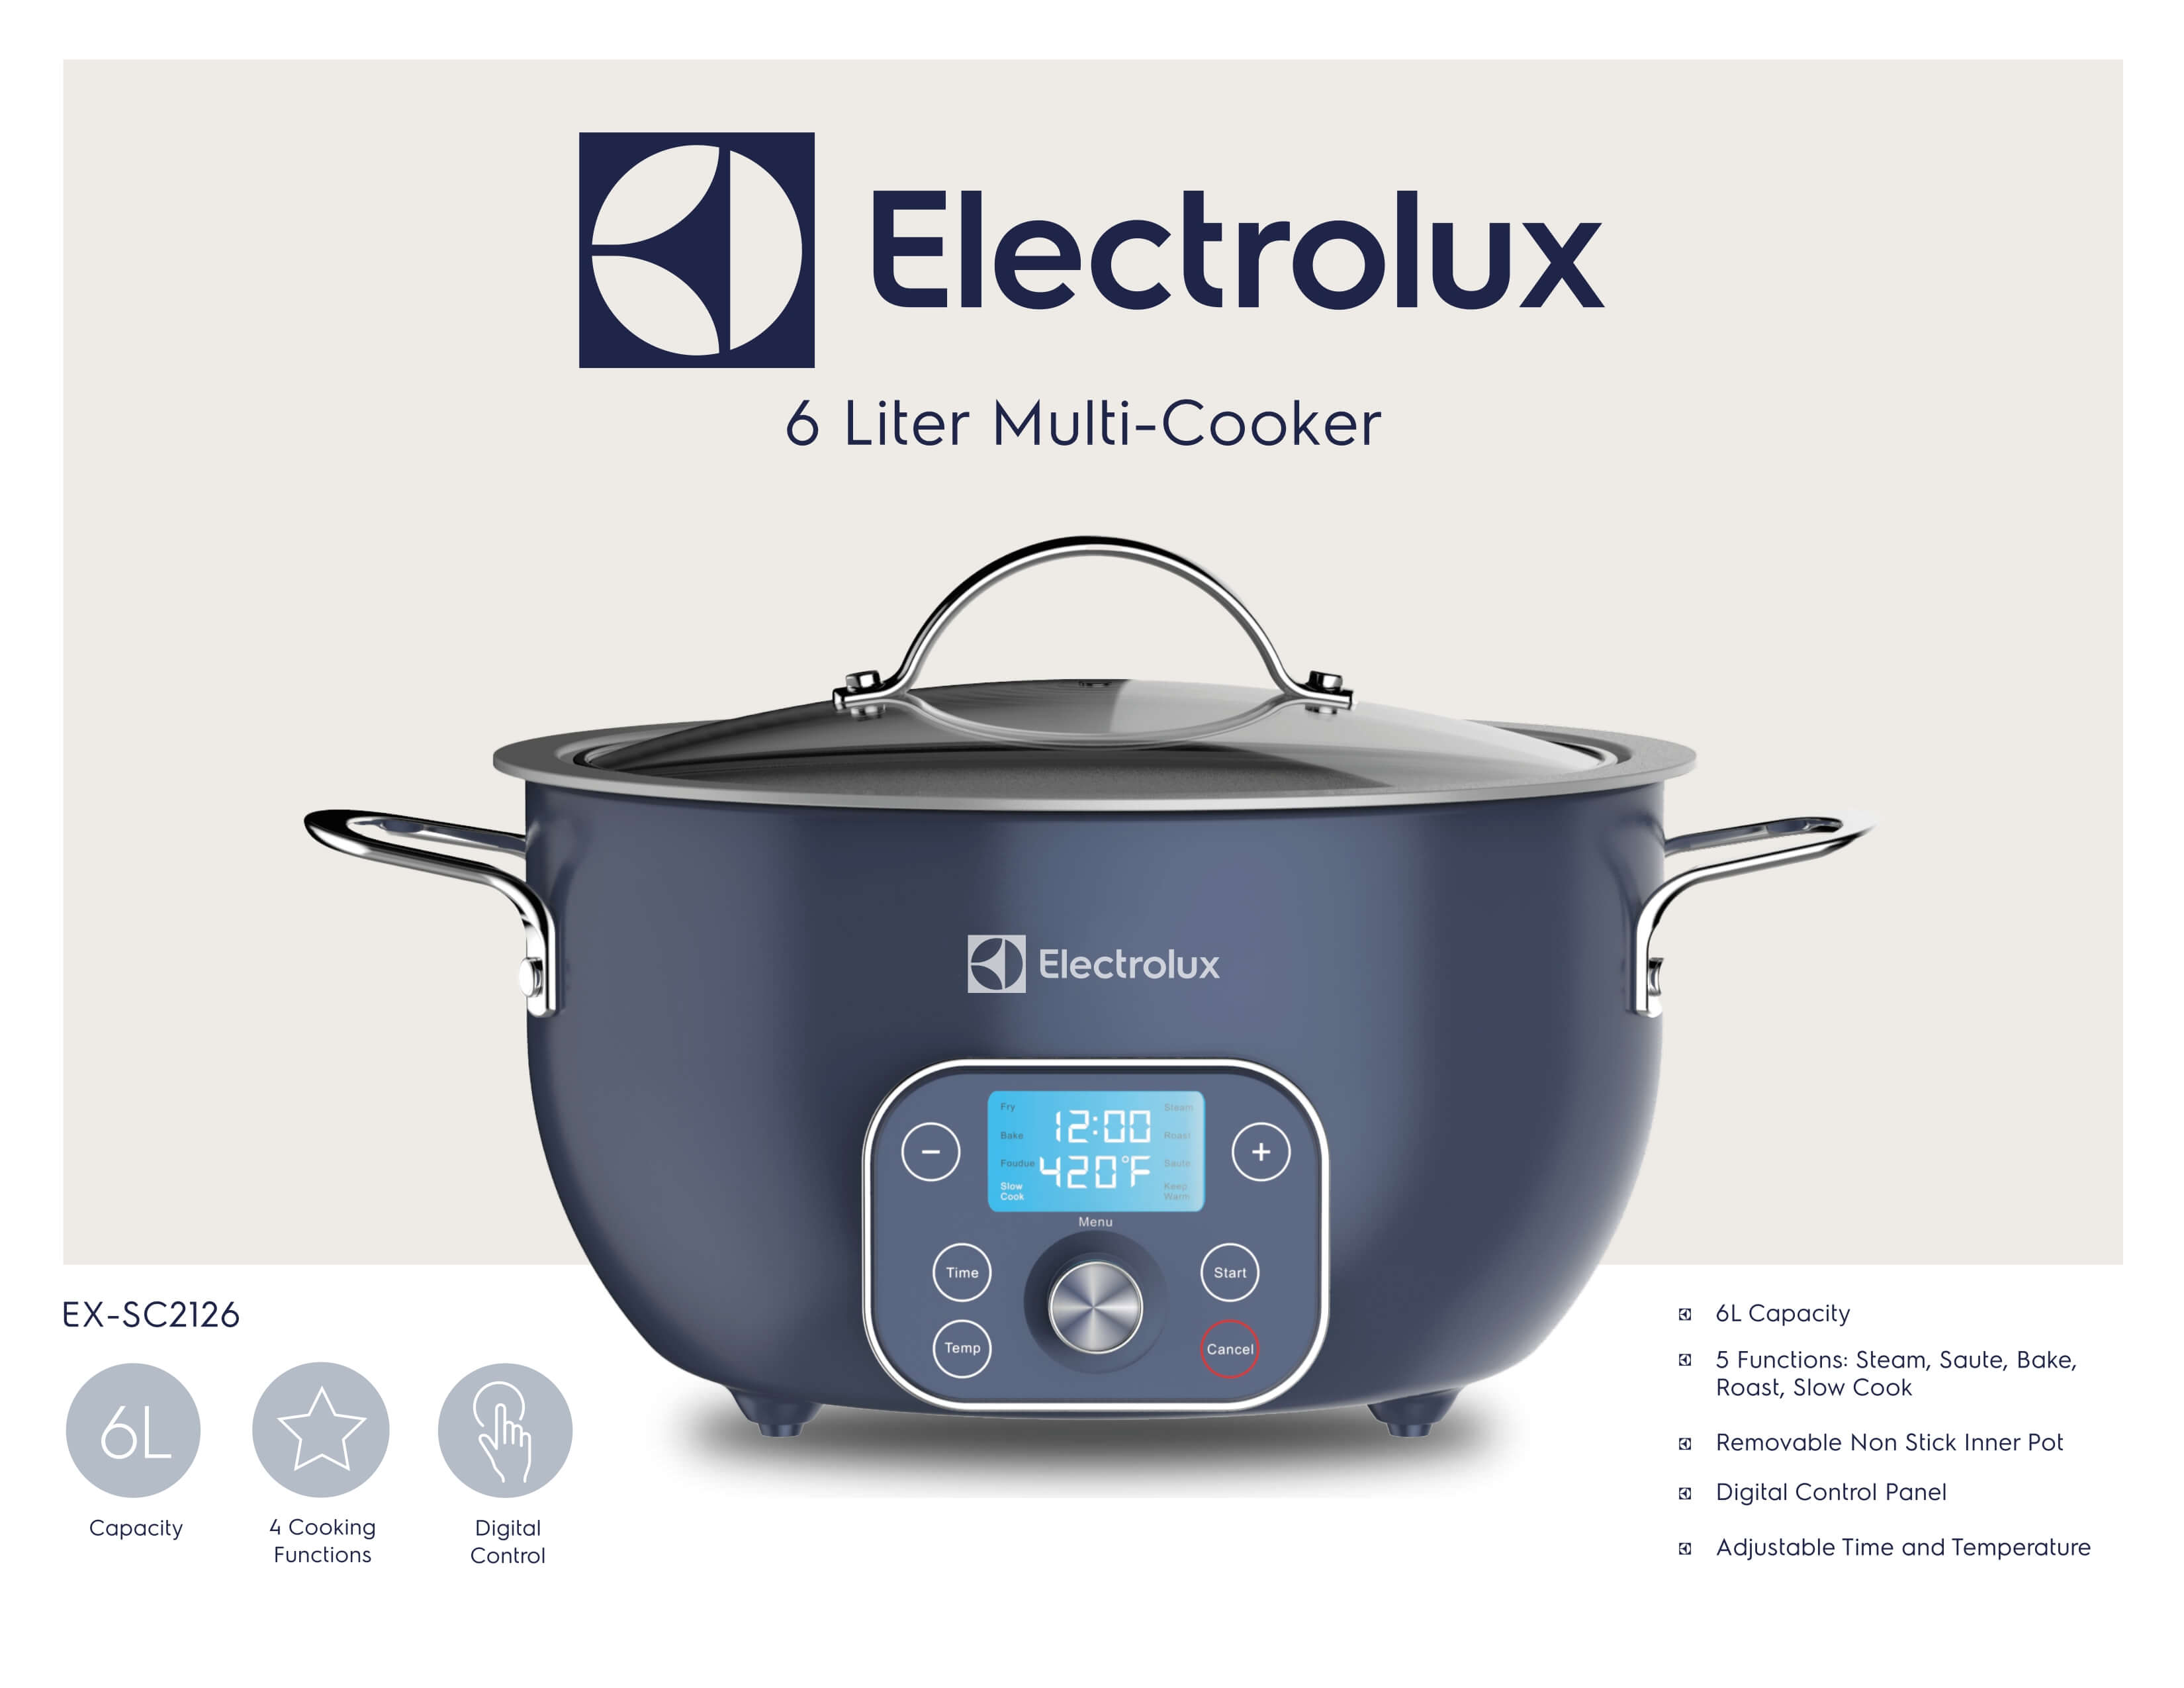 Electrolux
6 Liter Multi-Cooker
Electrolux
Fry
12:00
Steam
Bake
Roast
Foudue
420°F
Saute
Slow
Cook
Keep
Warm
−
+
Menu
Time
Start
Temp
Cancel
EX-SC2126
6L
Capacity
4 Cooking
Functions
Digital
Control
6L Capacity
5 Functions: Steam, Saute, Bake,
Roast, Slow Cook
Removable Non Stick Inner Pot
Digital Control Panel
Adjustable Time and Temperature